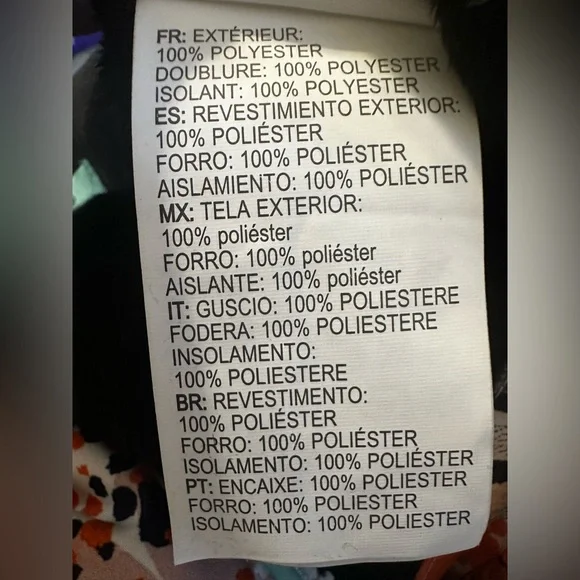 FR: EXTÉRIEUR:
100% POLYESTER
DOUBLURE: 100% POLYESTER
ISOLANT: 100% POLYESTER
ES: REVESTIMIENTO EXTERIOR:
100% POLIÉSTER
FORRO: 100% POLIÉSTER
AISLAMIENTO: 100% POLIÉSTER
MX: TELA EXTERIOR:
100% poliéster
FORRO: 100% poliéster
AISLANTE: 100% poliéster
IT: GUSCIO: 100% POLIESTERE
FODERA: 100% POLIESTERE
INSOLAMENTO:
100% POLIESTERE
BR: REVESTIMENTO:
100% POLIÉSTER
FORRO: 100% POLIÉSTER
ISOLAMENTO: 100% POLIÉSTER
PT: ENCAIXE: 100% POLIESTER
FORRO: 100% POLIESTER
ISOLAMENTO: 100% POLIESTER